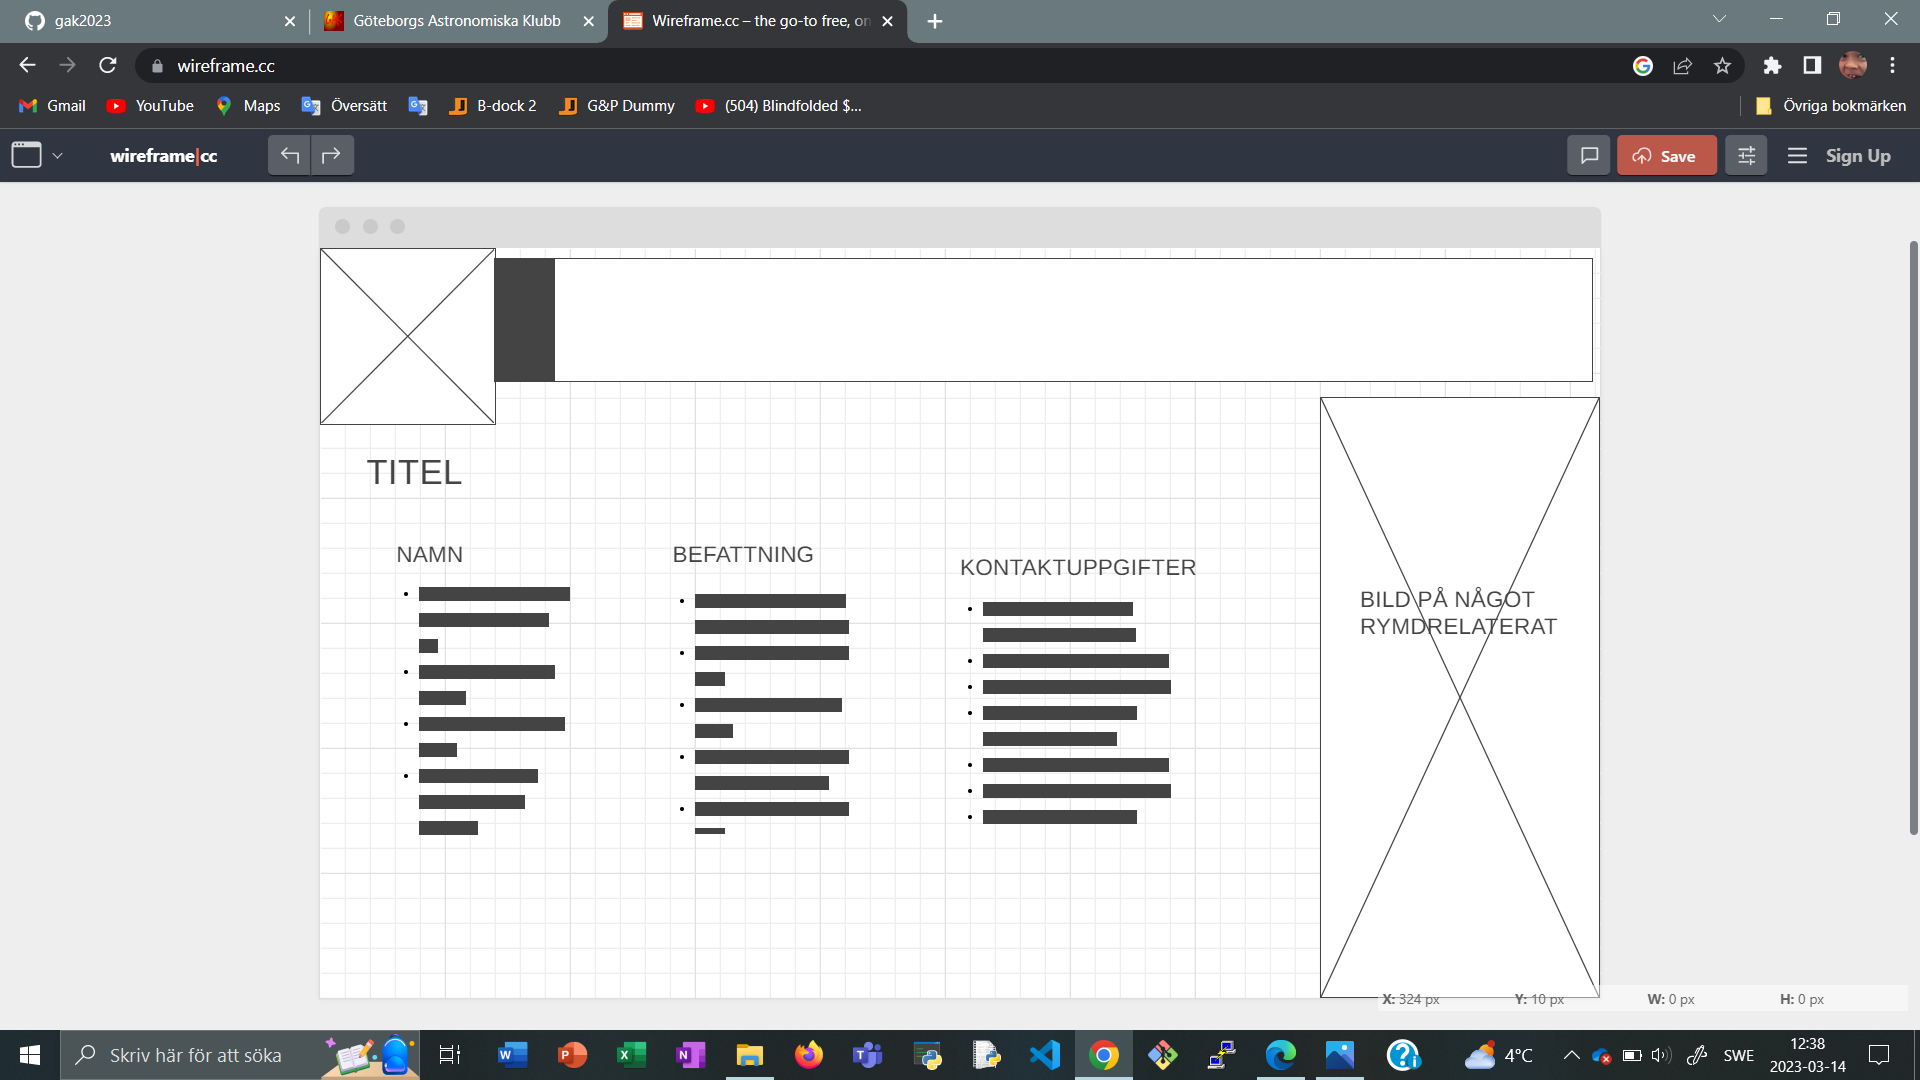 gak2023
Göteborgs Astronomiska Klubb
Wireframe.cc – the go-to free, on
wireframe.cc
Gmail
YouTube
Maps
Översätt
B-dock 2
G&P Dummy
(504) Blindfolded $...
Övriga bokmärken
wireframe|cc
Save
Sign Up
TITEL
NAMN
BEFATTNING
KONTAKTUPPGIFTER
BILD PÅ NÅGOT
RYMDRELATERAT
X: 324 px
Y: 10 px
W: 0 px
H: 0 px
Skriv här för att söka
4°C
SWE
12:38
2023-03-14